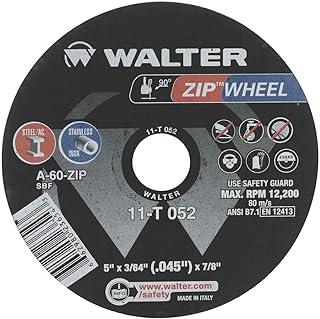 WALTER
90°
ZIP™WHEEL
STEEL/AC.
STAINLESS
INOX
11-T 052
WALTER
A-60-ZIP
SBF
GUARD
11-T 052
USE SAFETY GUARD
MAX. RPM 12,200
80 m/s
ANSI B7.1 EN 12413
5" x 3/64" (.045") x 7/8"
www.walter.com
/safety
MADE IN ITALY